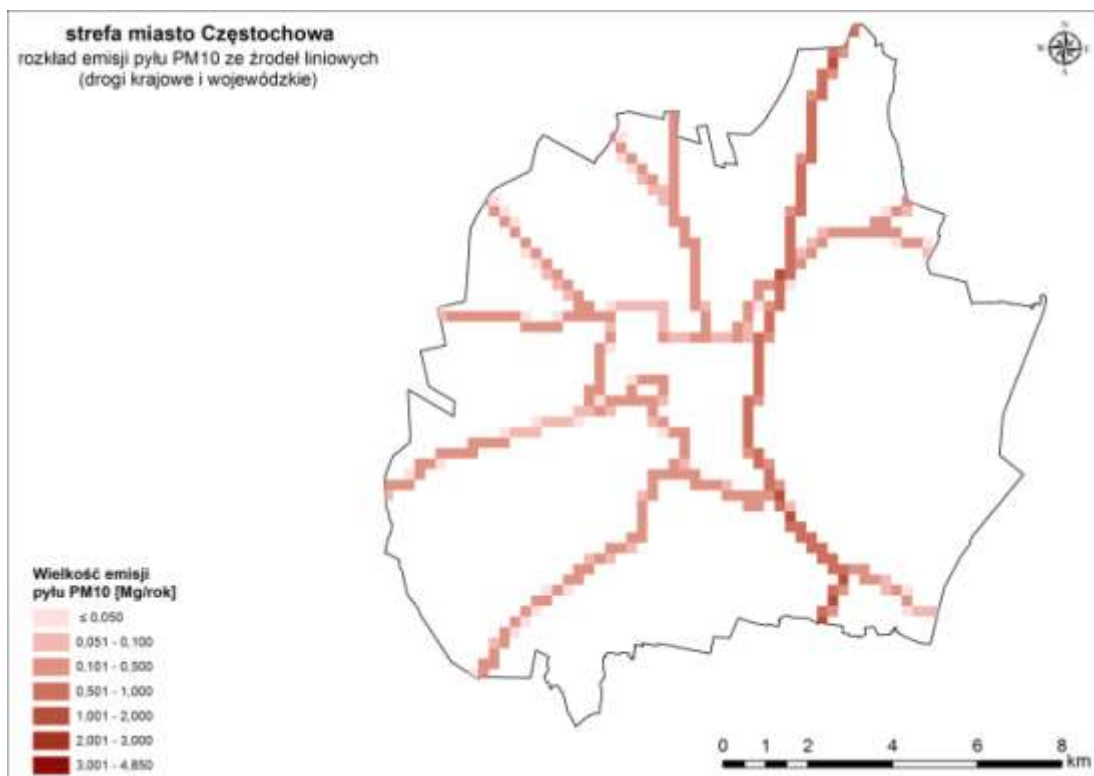 strefa miasto Częstochowa
rozkład emisji pyłu PM10 ze źrodeł liniowych
(drogi krajowe i wojewódzkie)
N
W
E
S
Wielkość emisji
pyłu PM10 [Mg/rok]
≤ 0,050
0,051 - 0,100
0,101 - 0,500
0,501 - 1,000
1,001 - 2,000
2,001 - 3,000
3,001 - 4,850
0 1 2 4 6 8
km